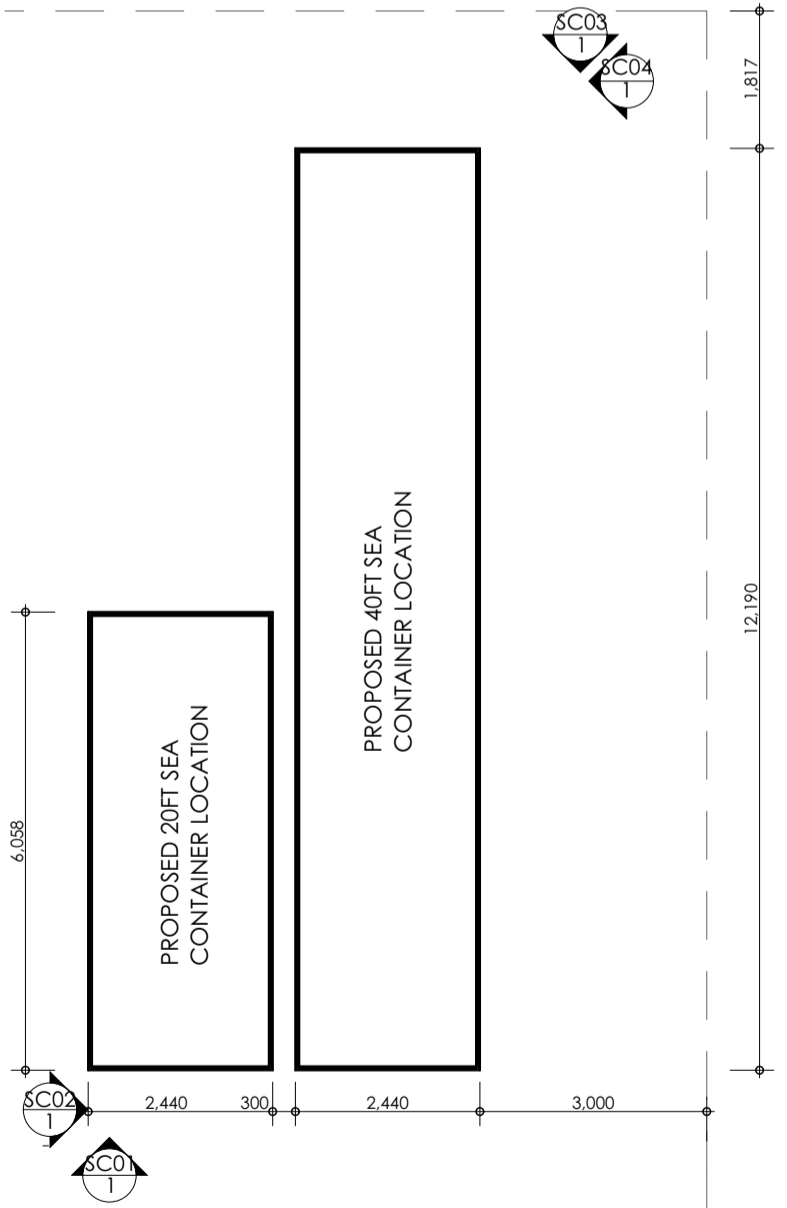 SC03
1
SC04
1
1,817
12,190
PROPOSED 40FT SEA
CONTAINER LOCATION
PROPOSED 20FT SEA
CONTAINER LOCATION
6,058
SC02
1
2,440
300
2,440
3,000
SC01
1